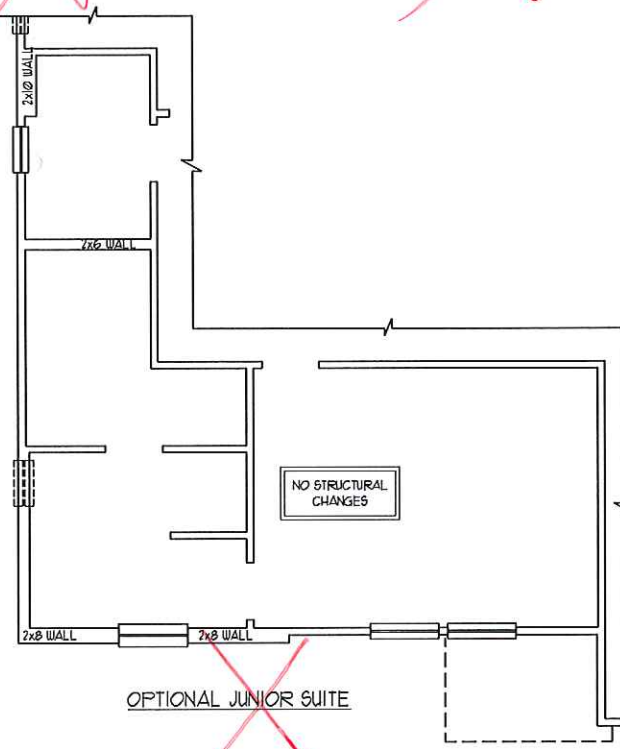 2x10 WALL
2x6 WALL
NO STRUCTURAL
CHANGES
2x8 WALL
2x8 WALL
OPTIONAL JUNIOR SUITE